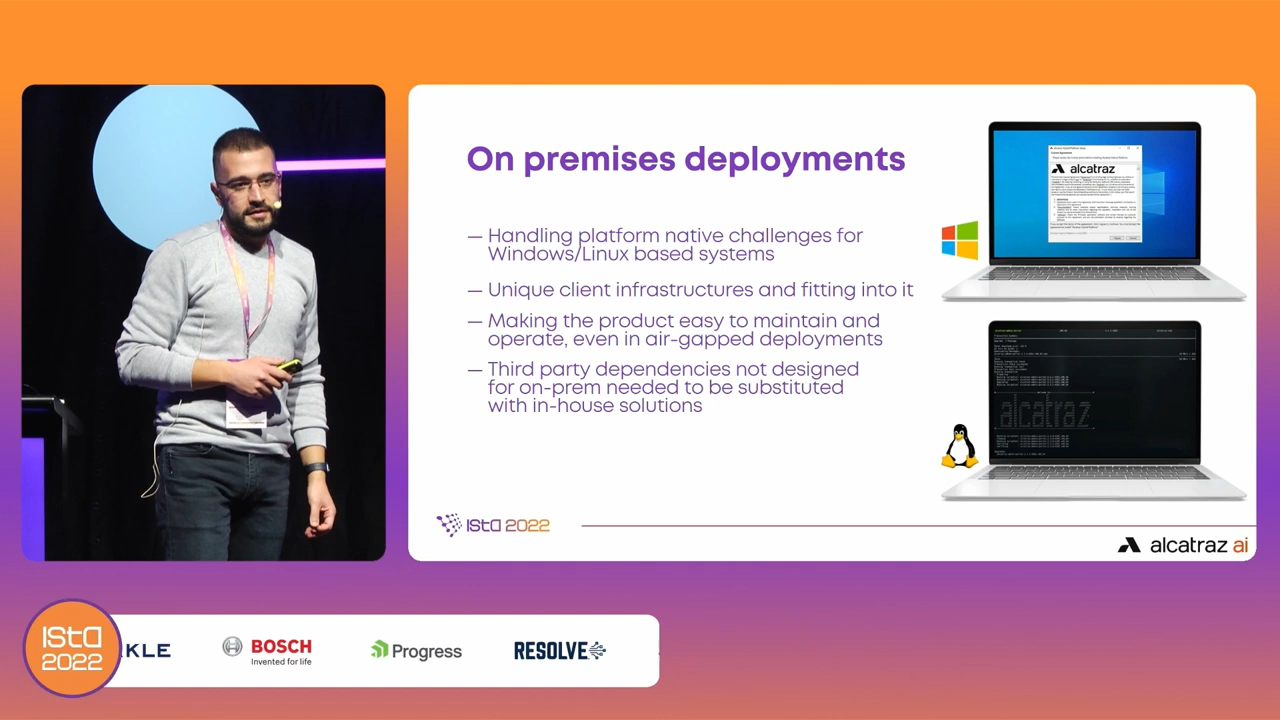 On premises deployments
— Handling platform native challenges for
Windows/Linux based systems
— Unique client infrastructures and fitting into it
— Making the product easy to maintain and
operate, even in air-gapped deployments
— Third party dependencies not designed
for on-prem needed to be substituted
with in-house solutions
alcatraz
alcatraz
ISta 2022
alcatraz ai
ISta
2022
KLE
BOSCH
Invented for life
Progress
RESOLVE